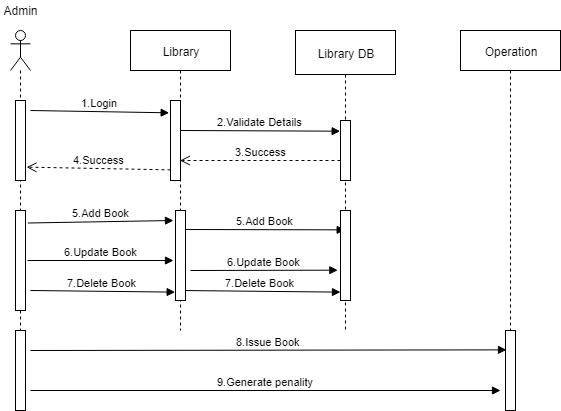 Admin
Library
Library DB
Operation
1.Login
2.Validate Details
3.Success
4.Success
5.Add Book
5.Add Book
6.Update Book
6.Update Book
7.Delete Book
7.Delete Book
8.Issue Book
9.Generate penality